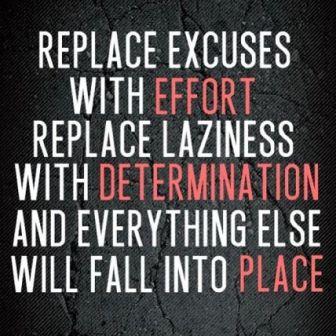 REPLACE EXCUSES
WITH EFFORT
REPLACE LAZINESS
WITH DETERMINATION
AND EVERYTHING ELSE
WILL FALL INTO PLACE